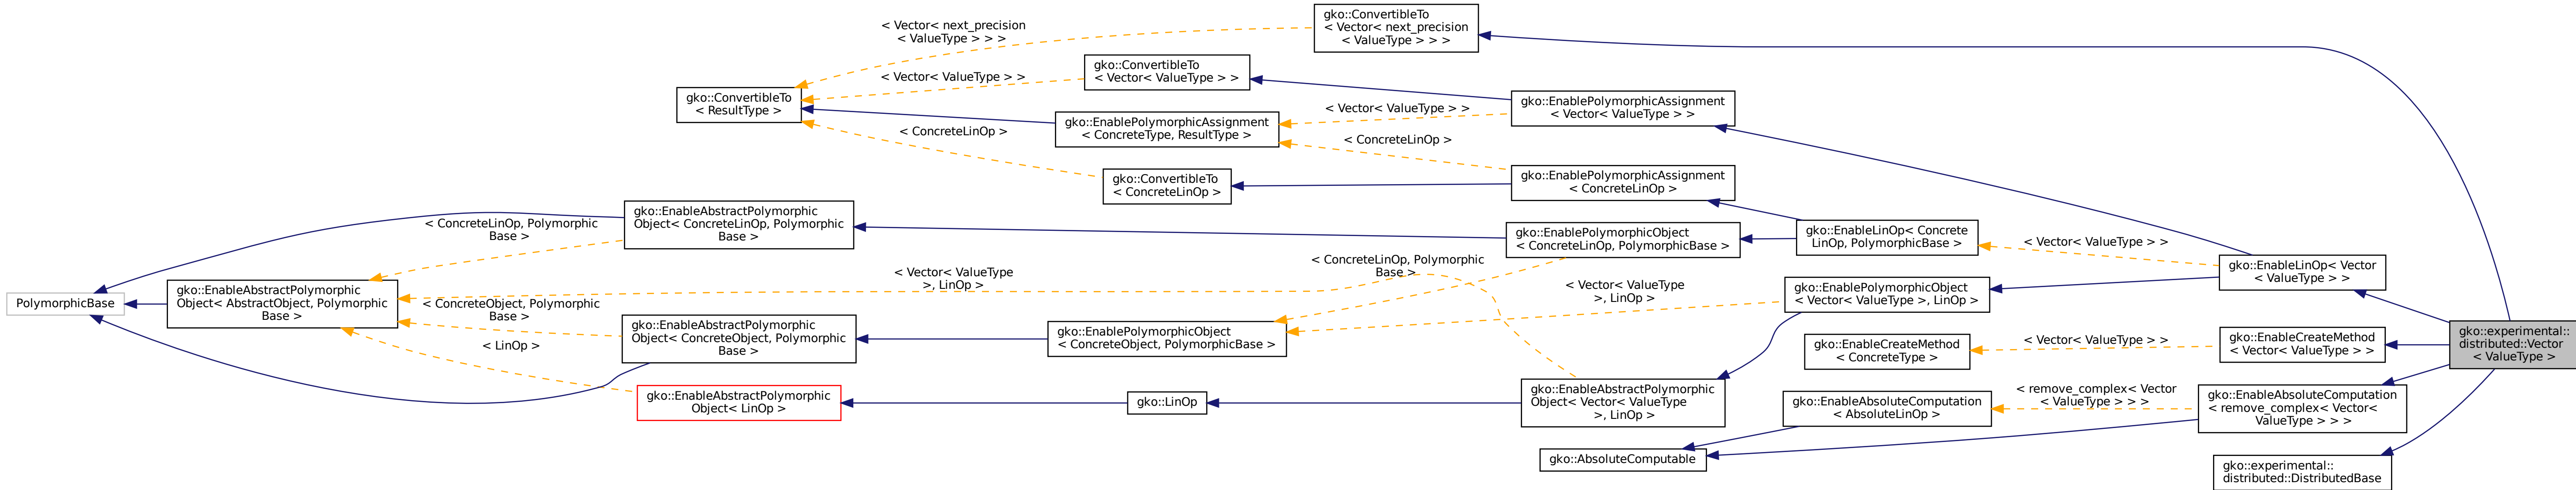 gko::ConvertibleTo
< Vector< next_precision
< ValueType > > >
< Vector< next_precision
< ValueType > > >
gko::ConvertibleTo
< Vector< ValueType > >
< Vector< ValueType > >
gko::ConvertibleTo
< ResultType >
gko::EnablePolymorphicAssignment
< Vector< ValueType > >
< Vector< ValueType > >
gko::EnablePolymorphicAssignment
< ConcreteType, ResultType >
< ConcreteLinOp >
< ConcreteLinOp >
gko::ConvertibleTo
< ConcreteLinOp >
gko::EnablePolymorphicAssignment
< ConcreteLinOp >
gko::EnableAbstractPolymorphic
Object< ConcreteLinOp, Polymorphic
Base >
< ConcreteLinOp, Polymorphic
Base >
gko::EnablePolymorphicObject
< ConcreteLinOp, PolymorphicBase >
gko::EnableLinOp< Concrete
LinOp, PolymorphicBase >
< Vector< ValueType > >
gko::EnableLinOp< Vector
< ValueType > >
< ConcreteLinOp, Polymorphic
Base >
< Vector< ValueType
>, LinOp >
PolymorphicBase
gko::EnableAbstractPolymorphic
Object< AbstractObject, Polymorphic
Base >
< ConcreteObject, Polymorphic
Base >
< Vector< ValueType
>, LinOp >
gko::EnablePolymorphicObject
< Vector< ValueType >, LinOp >
gko::EnableAbstractPolymorphic
Object< ConcreteObject, Polymorphic
Base >
gko::EnablePolymorphicObject
< ConcreteObject, PolymorphicBase >
< LinOp >
gko::EnableCreateMethod
< ConcreteType >
< Vector< ValueType > >
gko::EnableCreateMethod
< Vector< ValueType > >
gko::experimental::
distributed::Vector
< ValueType >
gko::EnableAbstractPolymorphic
Object< LinOp >
gko::LinOp
gko::EnableAbstractPolymorphic
Object< Vector< ValueType
>, LinOp >
gko::EnableAbsoluteComputation
< AbsoluteLinOp >
< remove_complex< Vector
< ValueType > > >
gko::EnableAbsoluteComputation
< remove_complex< Vector<
ValueType > > >
gko::AbsoluteComputable
gko::experimental::
distributed::DistributedBase